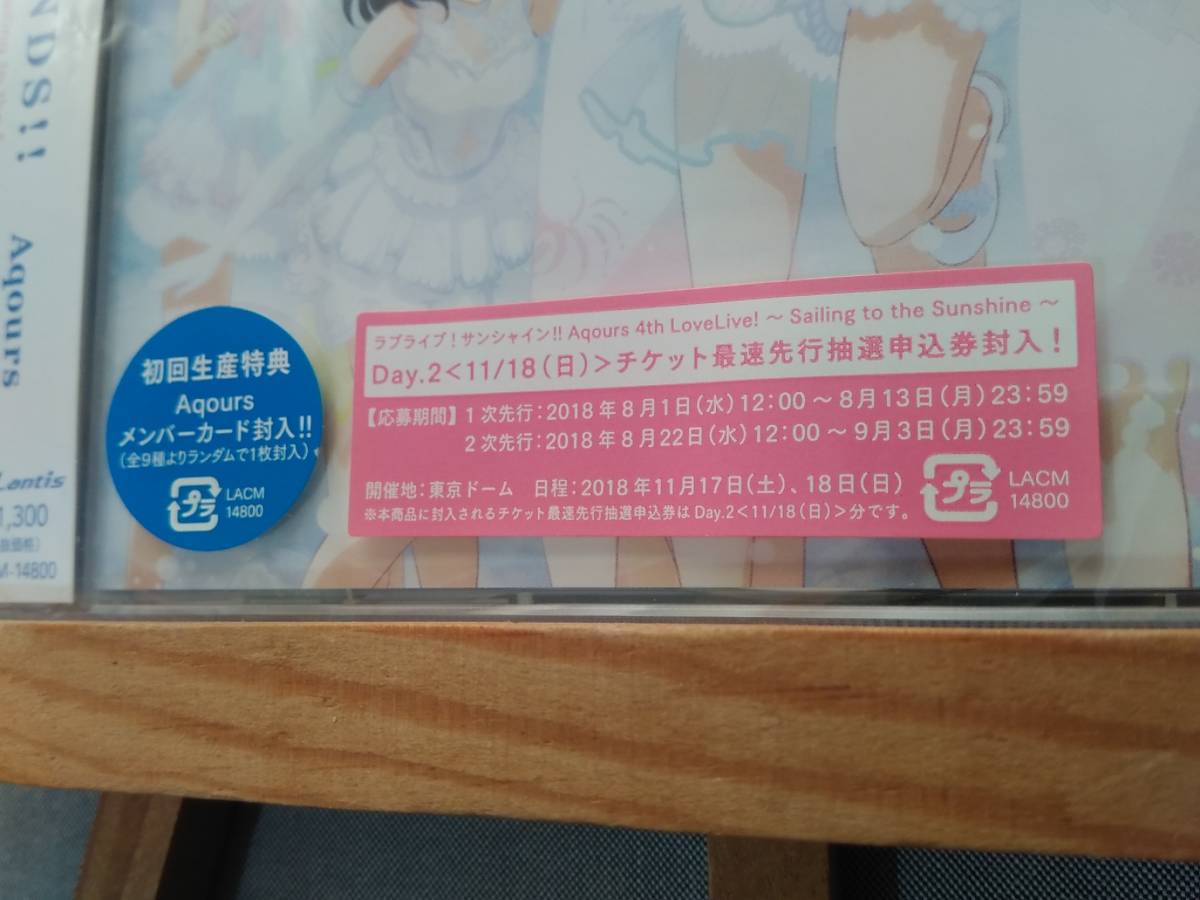 NDS!! Aqours
Lantis
1,300
M-14800
初回生産特典
Aqours
メンバーカード封入!!
(全9種よりランダムで1枚封入)
プラ
LACM
14800
ラブライブ！サンシャイン!! Aqours 4th LoveLive! ～ Sailing to the Sunshine ～
Day.2<11/18(日)>チケット最速先行抽選申込券封入！
【応募期間】1次先行：2018年8月1日(水)12:00～8月13日(月)23:59
2次先行：2018年8月22日(水)12:00～9月3日(月)23:59
開催地：東京ドーム 日程：2018年11月17日(土)、18日(日)
※本商品に封入されるチケット最速先行抽選申込券はDay.2<11/18(日)>分です。
プラ
LACM
14800